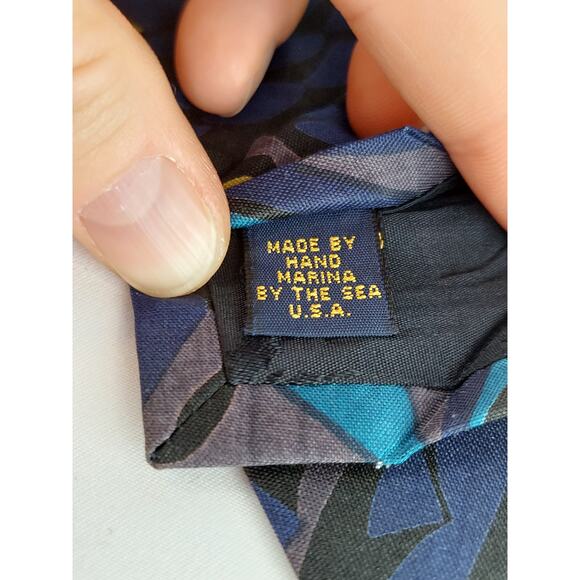 MADE BY
HAND
MARINA
BY THE SEA
U.S.A.